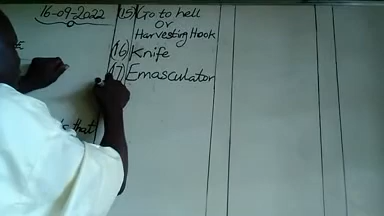 16-09-2022
15) Go to hell
or
Harvesting Hook
16) Knife
17) Emasculator
that